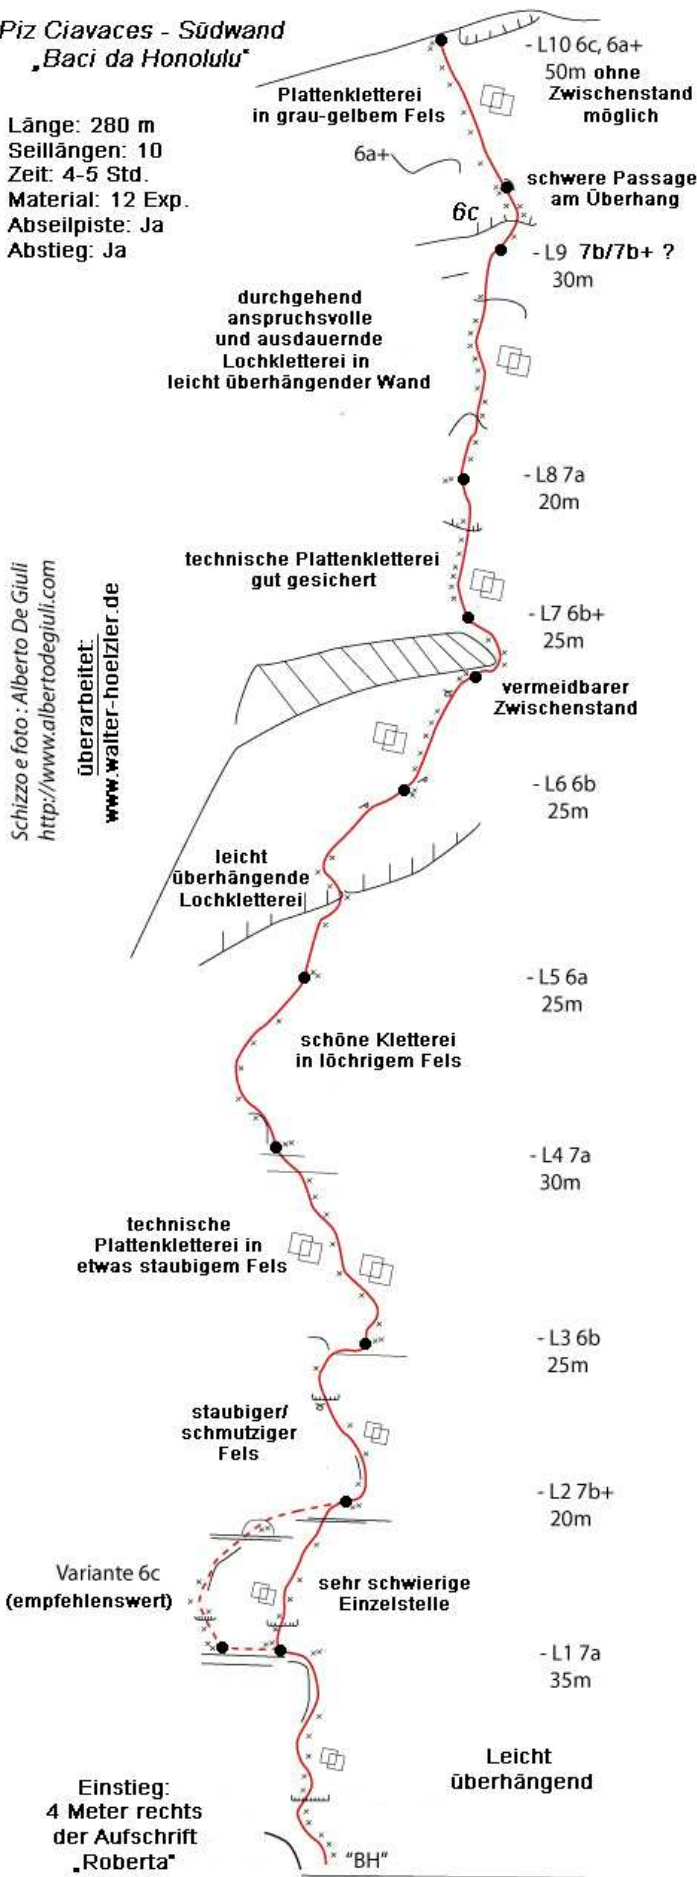 Piz Ciavaces - Südwand
„Baci da Honolulu"
Länge: 280 m
Seillängen: 10
Zeit: 4-5 Std.
Material: 12 Exp.
Abseilpiste: Ja
Abstieg: Ja
- L10 6c, 6a+
50m ohne
Zwischenstand
möglich
Plattenkletterei
in grau-gelbem Fels
6a+
schwere Passage
am Überhang
6c
- L9 7b/7b+ ?
30m
durchgehend
anspruchsvolle
und ausdauernde
Lochkletterei in
leicht überhängender Wand
- L8 7a
20m
technische Plattenkletterei
gut gesichert
- L7 6b+
25m
vermeidbarer
Zwischenstand
Schizzo e foto : Alberto De Giuli
http://www.albertodegiuli.com
überarbeitet:
www.walter-hoelzler.de
- L6 6b
25m
leicht
überhängende
Lochkletterei
- L5 6a
25m
schöne Kletterei
in löchrigem Fels
- L4 7a
30m
technische
Plattenkletterei in
etwas staubigem Fels
- L3 6b
25m
staubiger/
schmutziger
Fels
- L2 7b+
20m
Variante 6c
(empfehlenswert)
sehr schwierige
Einzelstelle
- L1 7a
35m
Leicht
überhängend
Einstieg:
4 Meter rechts
der Aufschrift
„Roberta"
"BH"